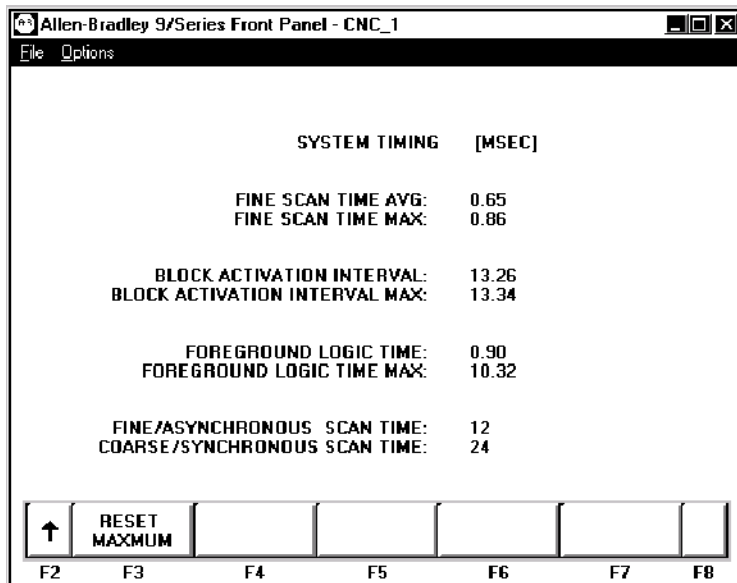 Allen-Bradley 9/Series Front Panel - CNC_1
File Options
SYSTEM TIMING [MSEC]
FINE SCAN TIME AVG: 0.65
FINE SCAN TIME MAX: 0.86
BLOCK ACTIVATION INTERVAL: 13.26
BLOCK ACTIVATION INTERVAL MAX: 13.34
FOREGROUND LOGIC TIME: 0.90
FOREGROUND LOGIC TIME MAX: 10.32
FINE/ASYNCHRONOUS SCAN TIME: 12
COARSE/SYNCHRONOUS SCAN TIME: 24
RESET
MAXMUM
F2 F3 F4 F5 F6 F7 F8